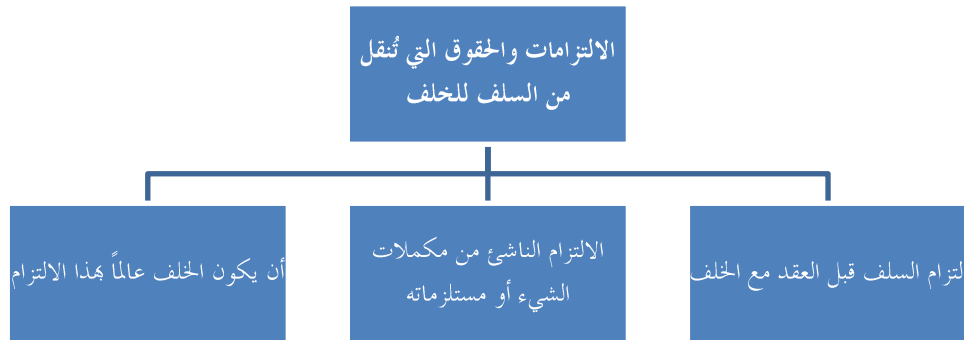 الالتزامات والحقوق التي تُنقل
من السلف للخلف
لتزام السلف قبل العقد مع الخلف
الالتزام الناشئ من مكملات
الشيء أو مستلزماته
أن يكون الخلف عالماً بهذا الالتزام